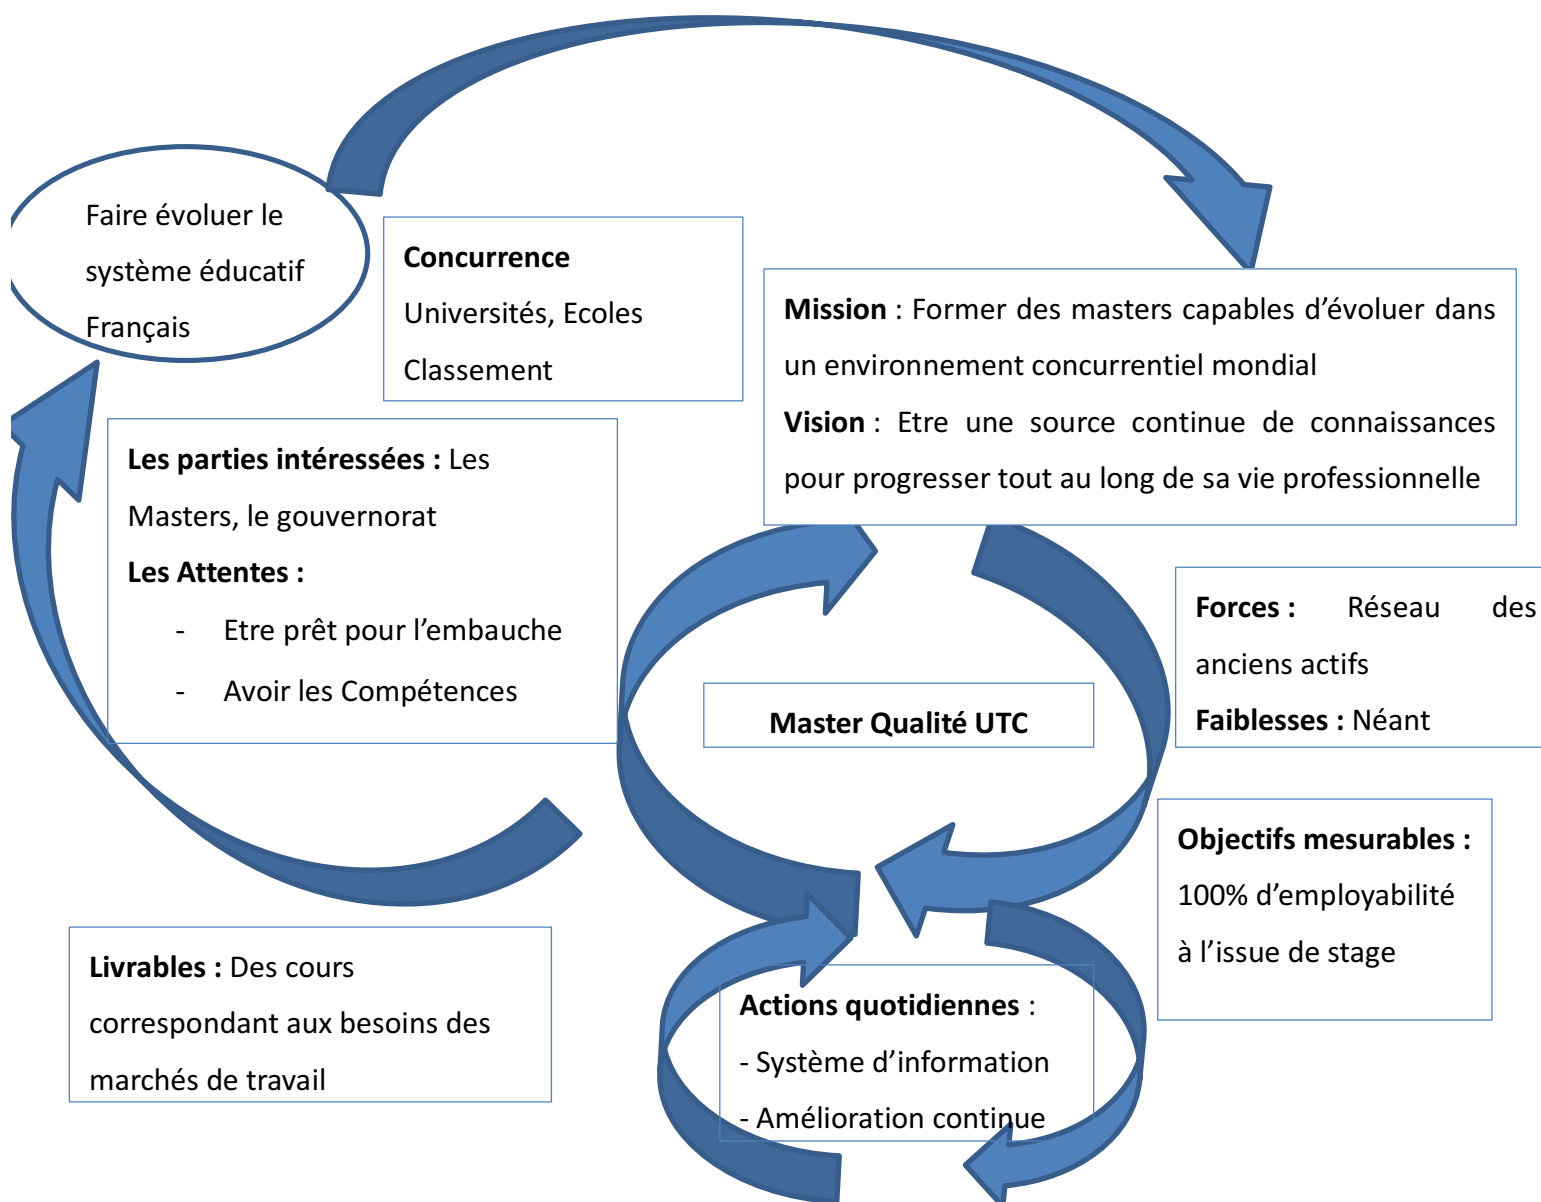 Faire évoluer le
système éducatif
Français
Concurrence
Universités, Ecoles
Classement
Mission : Former des masters capables d’évoluer dans
un environnement concurrentiel mondial
Vision : Etre une source continue de connaissances
pour progresser tout au long de sa vie professionnelle
Les parties intéressées : Les
Masters, le gouvernorat
Les Attentes :
- Etre prêt pour l’embauche
- Avoir les Compétences
Forces : Réseau des
anciens actifs
Faiblesses : Néant
Master Qualité UTC
Objectifs mesurables :
100% d’employabilité
à l’issue de stage
Livrables : Des cours
correspondant aux besoins des
marchés de travail
Actions quotidiennes :
- Système d’information
- Amélioration continue